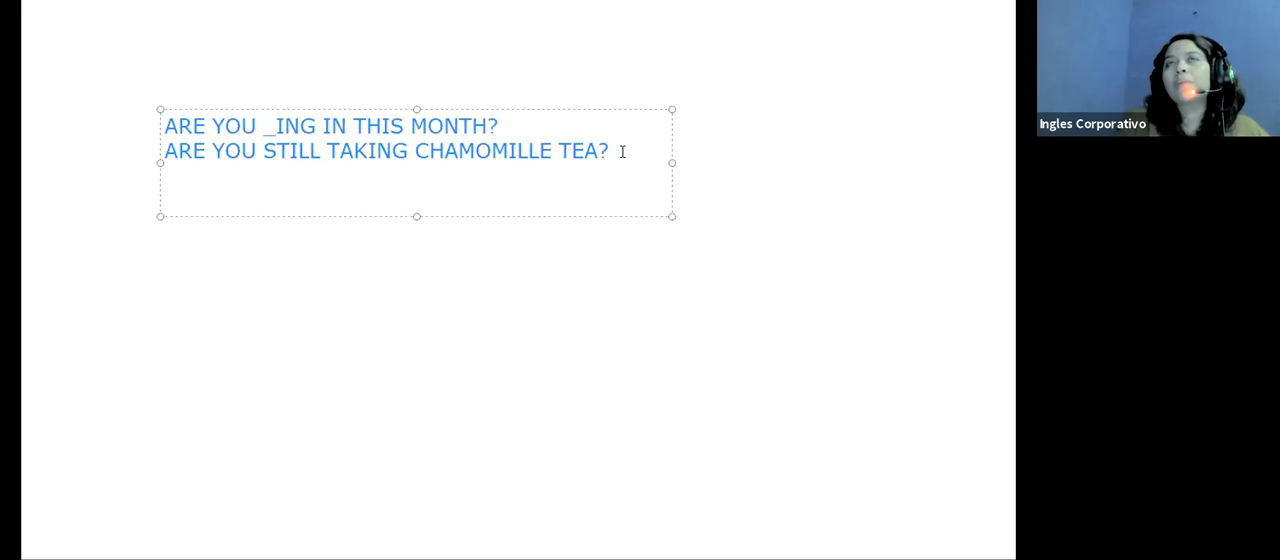 ARE YOU _ING IN THIS MONTH?
ARE YOU STILL TAKING CHAMOMILLE TEA?
Ingles Corporativo